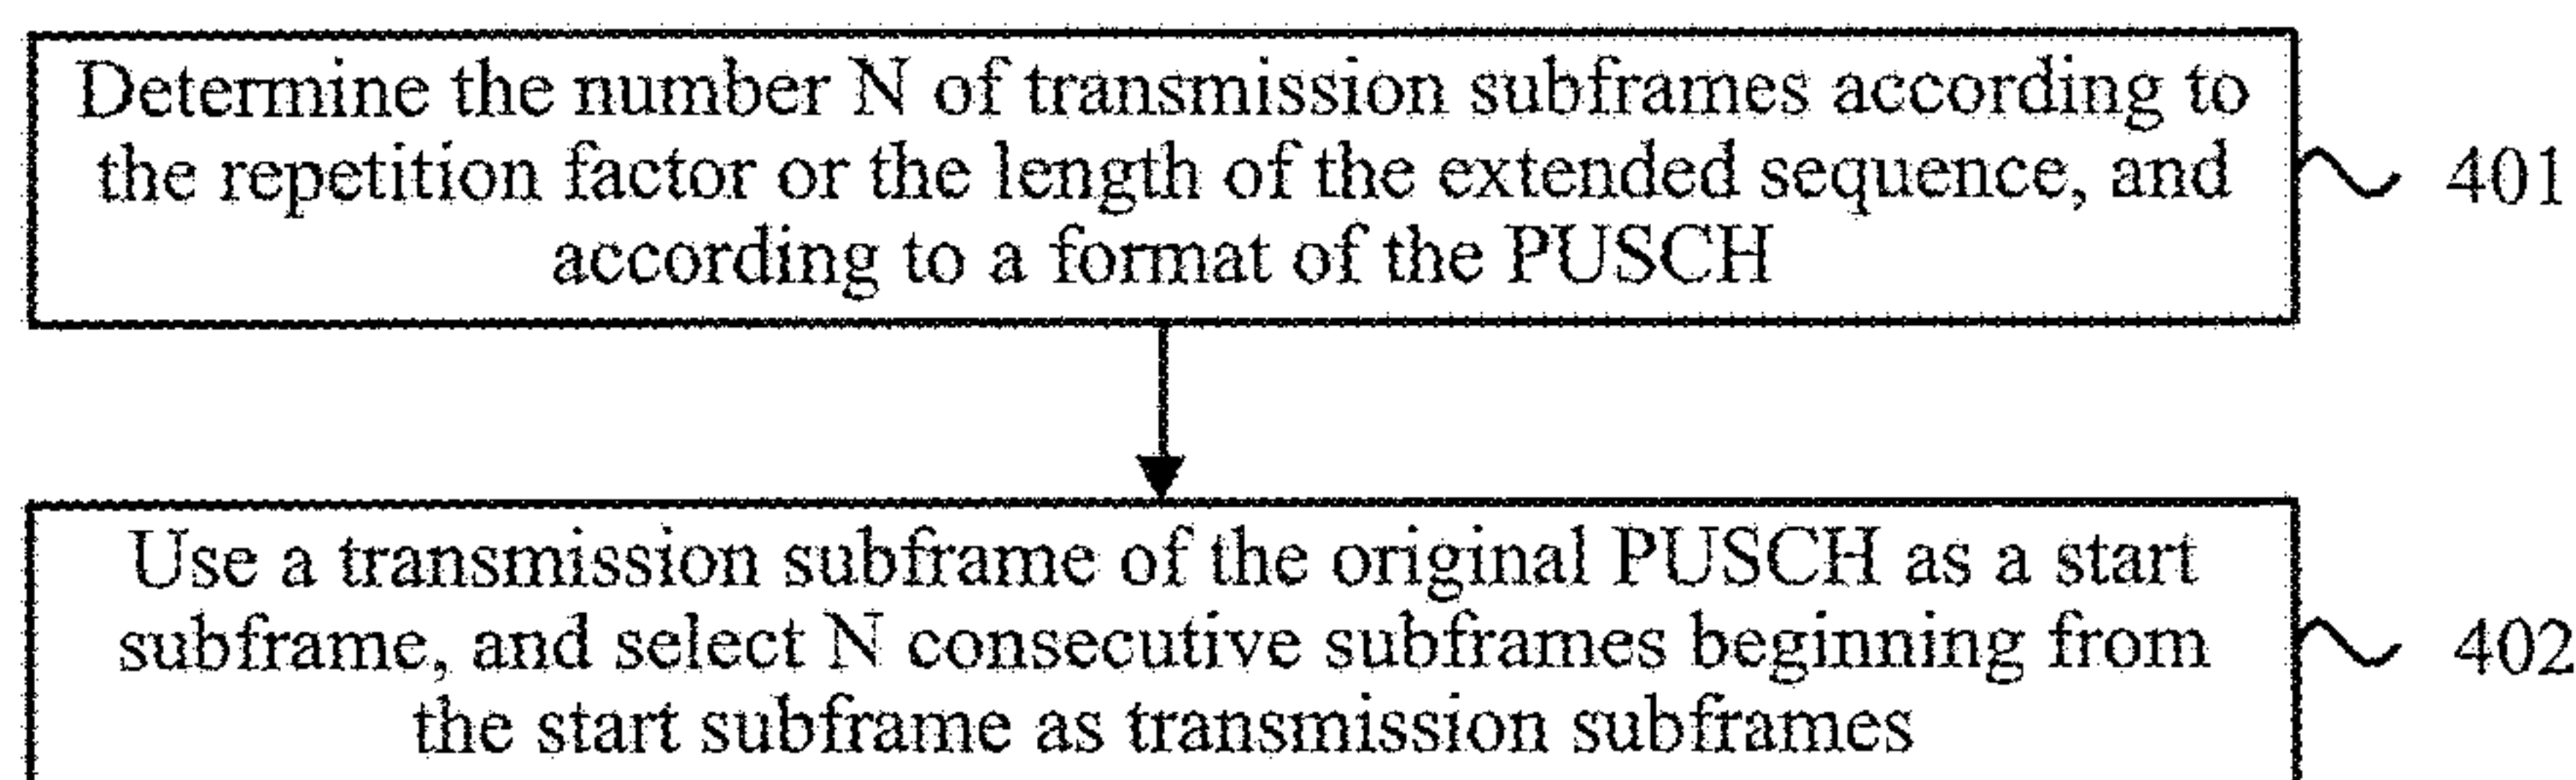 Determine the number N of transmission subframes according to
the repetition factor or the length of the extended sequence, and
according to a format of the PUSCH
401
Use a transmission subframe of the original PUSCH as a start
subframe, and select N consecutive subframes beginning from
the start subframe as transmission subframes
402